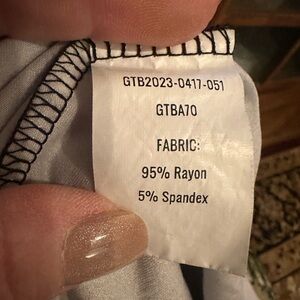 GTB2023-0417-051
GTBA70
FABRIC:
95% Rayon
5% Spandex